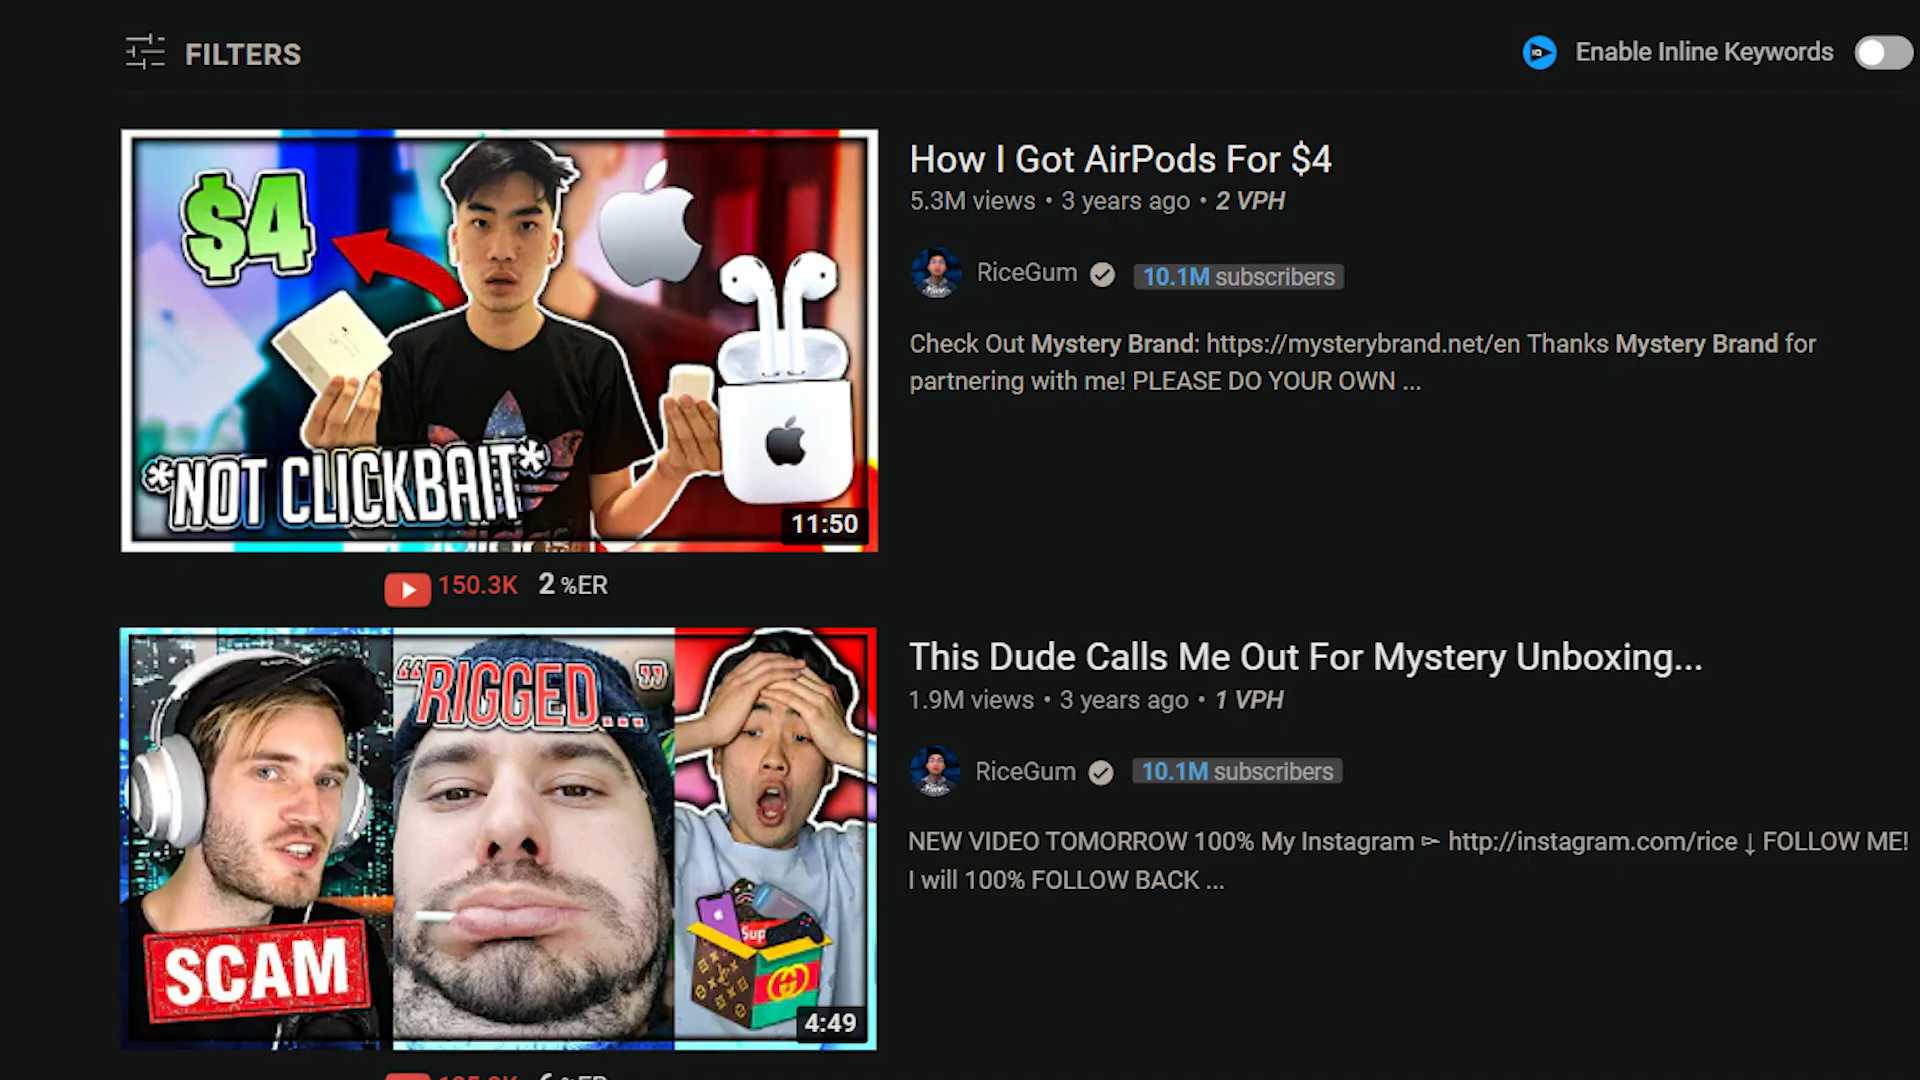 FILTERS
Enable Inline Keywords
$4
*NOT CLICKBAIT*
11:50
How I Got AirPods For $4
5.3M views • 3 years ago • 2 VPH
RiceGum
10.1M subscribers
Check Out Mystery Brand: https://mysterybrand.net/en Thanks Mystery Brand for
partnering with me! PLEASE DO YOUR OWN ...
150.3K 2 %ER
"RIGGED..."
SCAM
Sup
4:49
This Dude Calls Me Out For Mystery Unboxing...
1.9M views • 3 years ago • 1 VPH
RiceGum
10.1M subscribers
NEW VIDEO TOMORROW 100% My Instagram ➣ http://instagram.com/rice ↓ FOLLOW ME!
I will 100% FOLLOW BACK ...